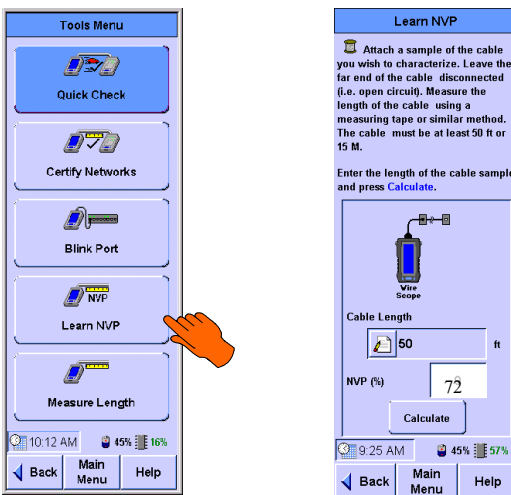 Tools Menu
Quick Check
Certify Networks
Blink Port
NVP
Learn NVP
Measure Length
10:12 AM 45% 16%
Back Main Menu Help
Learn NVP
Attach a sample of the cable
you wish to characterize. Leave the
far end of the cable disconnected
(i.e. open circuit). Measure the
length of the cable using a
measuring tape or similar method.
The cable must be at least 50 ft or
15 M.
Enter the length of the cable sample
and press Calculate.
Wire
Scope
Cable Length
50 ft
NVP (%) 72
Calculate
9:25 AM 45% 57%
Back Main Menu Help